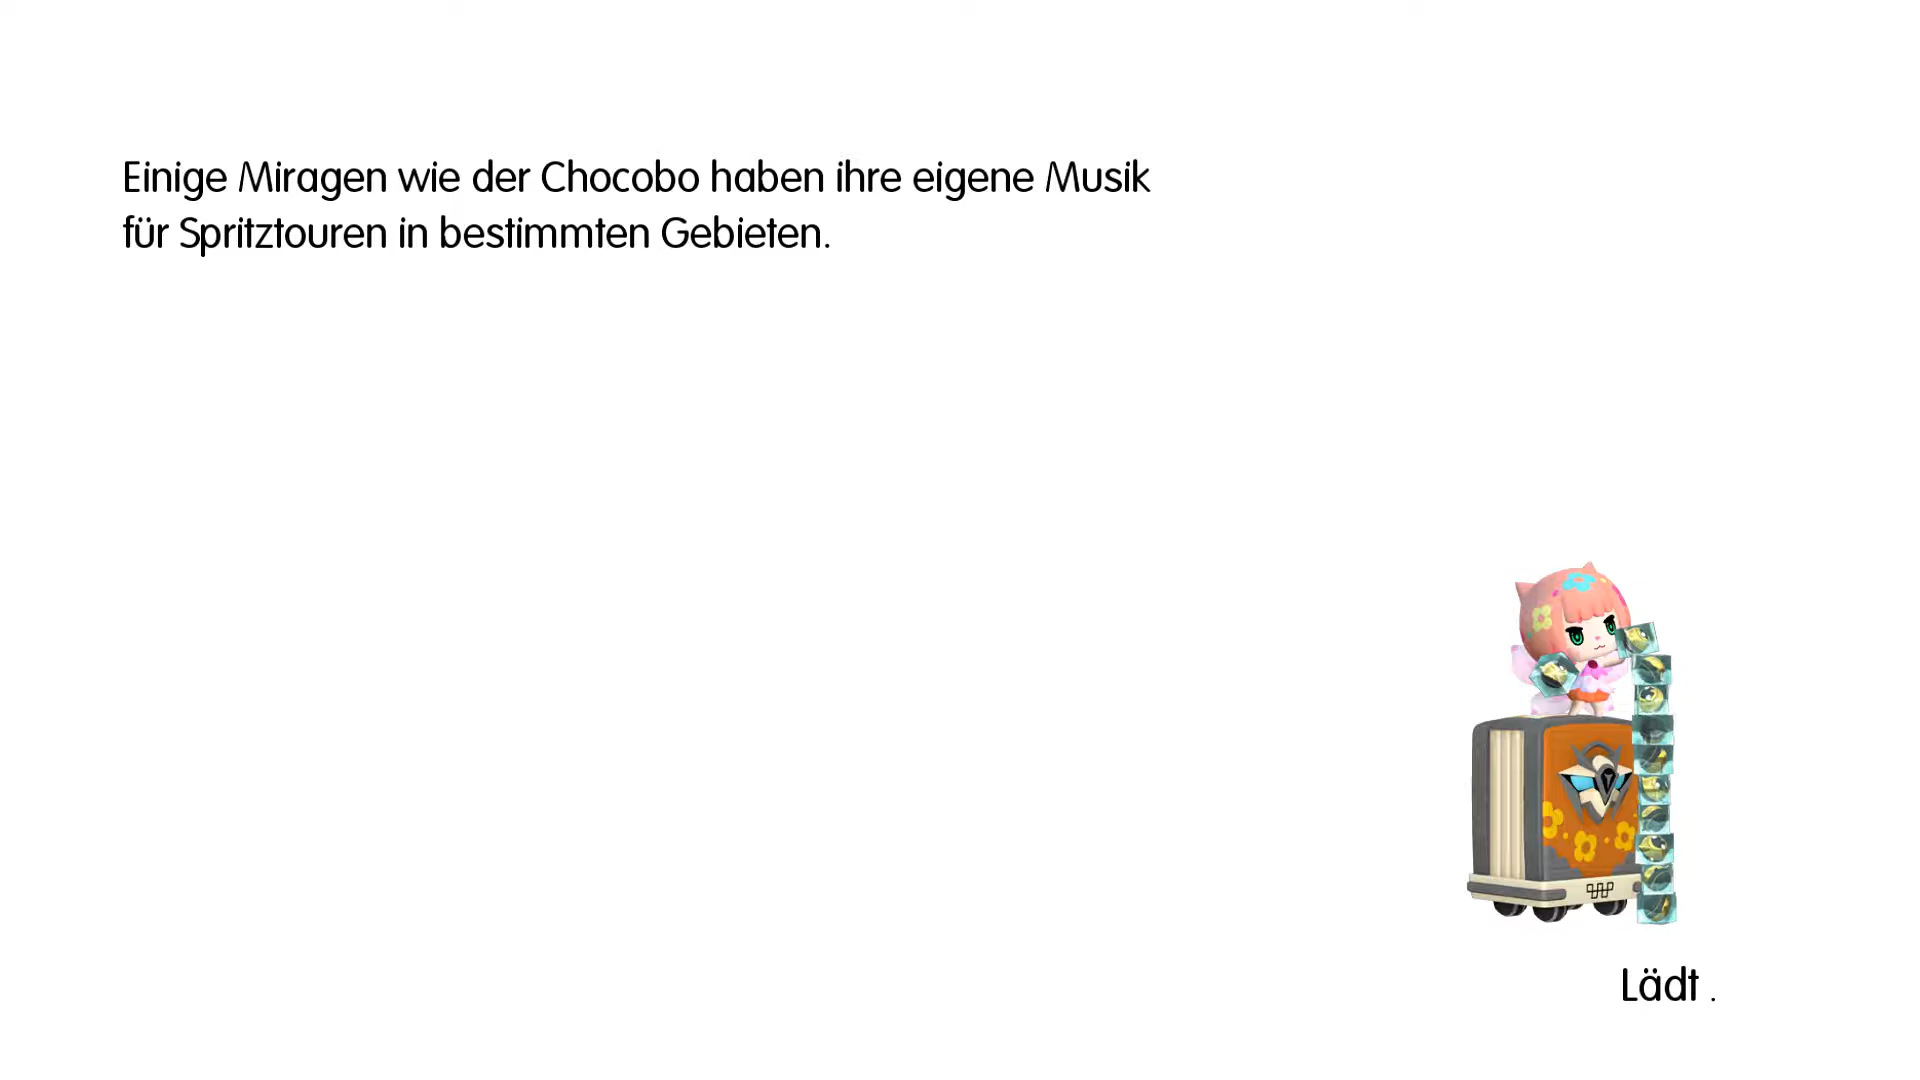 Einige Miragen wie der Chocobo haben ihre eigene Musik
für Spritztouren in bestimmten Gebieten.
Lädt .